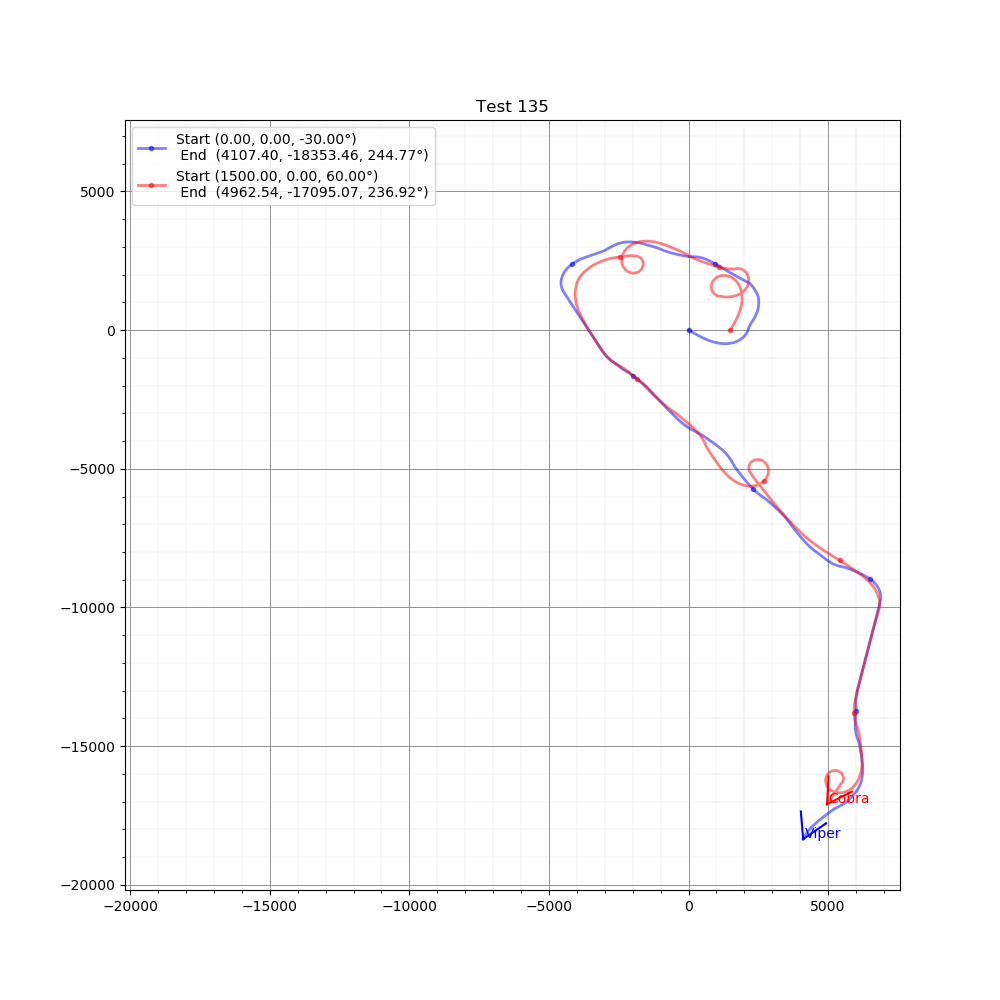 Test 135
Start (0.00, 0.00, -30.00°)
End  (4107.40, -18353.46, 244.77°)
Start (1500.00, 0.00, 60.00°)
End  (4962.54, -17095.07, 236.92°)
5000
0
−5000
−10000
−15000
−20000
Cobra
Viper
−20000 −15000 −10000 −5000 0 5000